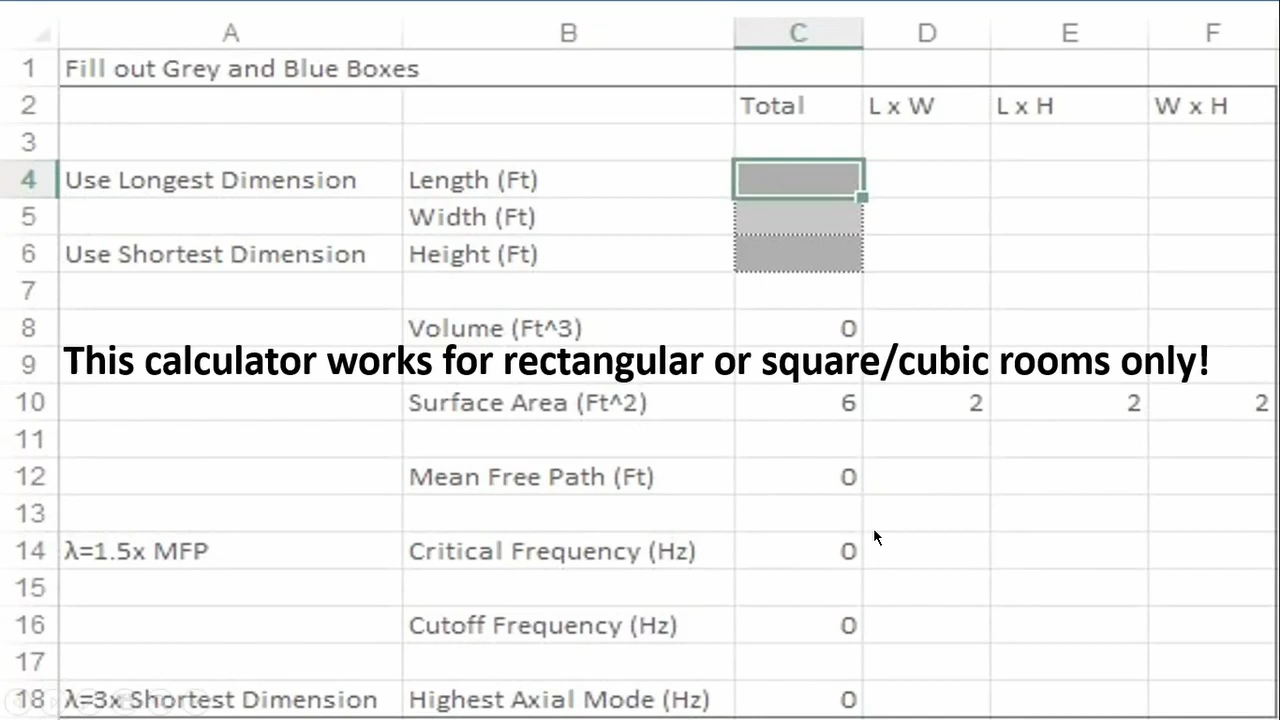 A B C D E F
1 Fill out Grey and Blue Boxes
2 Total L x W L x H W x H
3
4 Use Longest Dimension Length (Ft)
5 Width (Ft)
6 Use Shortest Dimension Height (Ft)
7
8 Volume (Ft^3) 0
This calculator works for rectangular or square/cubic rooms only!
9
10 Surface Area (Ft^2) 6 2 2 2
11
12 Mean Free Path (Ft) 0
13
14 λ=1.5x MFP Critical Frequency (Hz) 0
15
16 Cutoff Frequency (Hz) 0
17
18 λ=3x Shortest Dimension Highest Axial Mode (Hz) 0